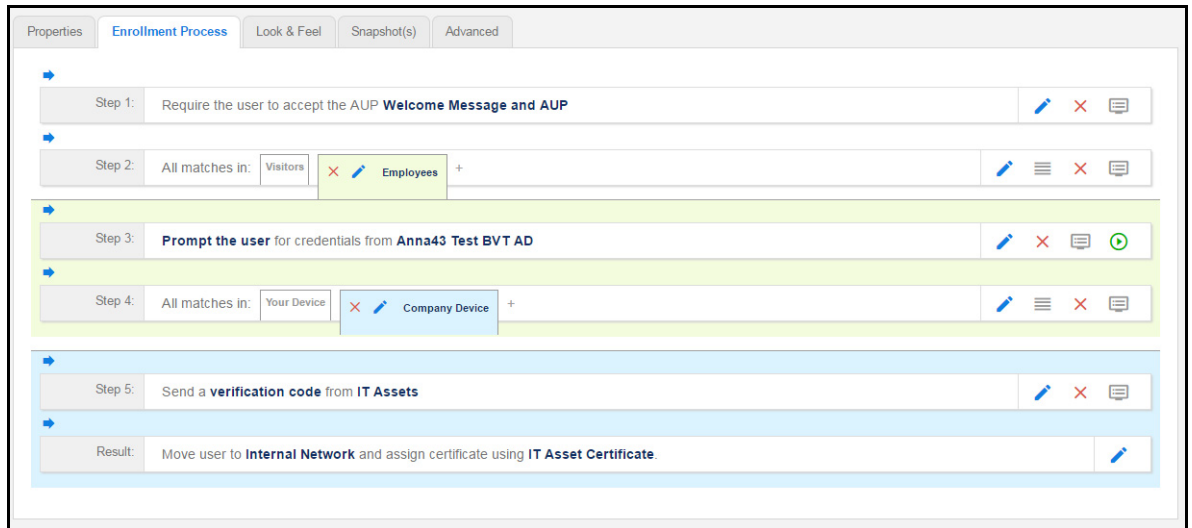 Properties Enrollment Process Look & Feel Snapshot(s) Advanced
Step 1: Require the user to accept the AUP Welcome Message and AUP
Step 2: All matches in: Visitors Employees +
Step 3: Prompt the user for credentials from Anna43 Test BVT AD
Step 4: All matches in: Your Device Company Device +
Step 5: Send a verification code from IT Assets
Result: Move user to Internal Network and assign certificate using IT Asset Certificate.